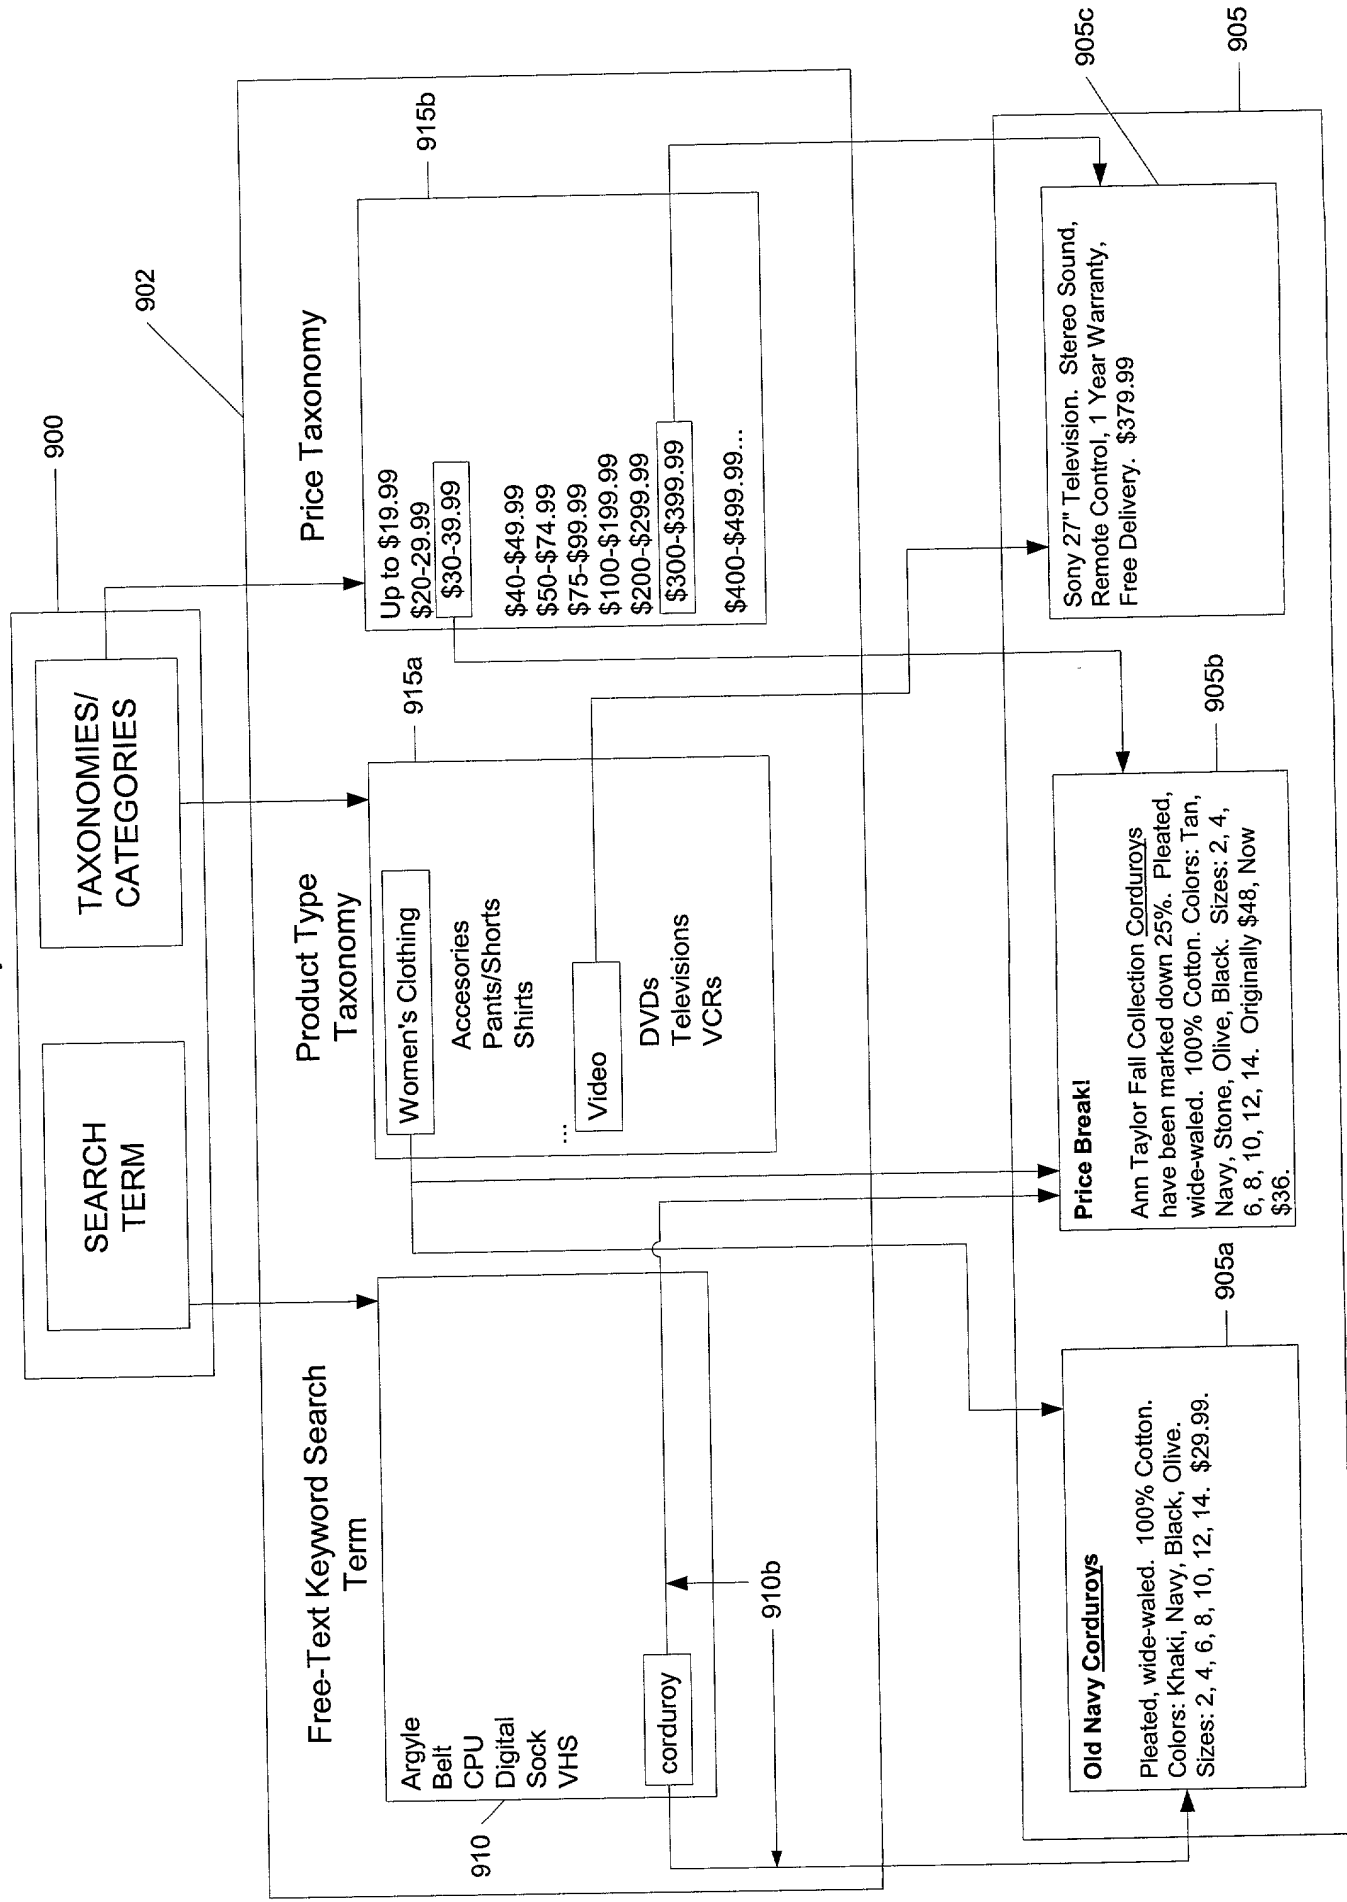 900
SEARCH
TERM
TAXONOMIES/
CATEGORIES
902
Free-Text Keyword Search
Term
Product Type
Taxonomy
Price Taxonomy
910
Argyle
Belt
CPU
Digital
Sock
VHS
corduroy
910b
915a
Women's Clothing
Accesories
Pants/Shorts
Shirts
...
Video
DVDs
Televisions
VCRs
915b
Up to $19.99
$20-29.99
$30-39.99
$40-$49.99
$50-$74.99
$75-$99.99
$100-$199.99
$200-$299.99
$300-$399.99
$400-$499.99...
Old Navy Corduroys
Pleated, wide-waled. 100% Cotton.
Colors: Khaki, Navy, Black, Olive.
Sizes: 2, 4, 6, 8, 10, 12, 14. $29.99.
905a
Price Break!
Ann Taylor Fall Collection Corduroys
have been marked down 25%. Pleated,
wide-waled. 100% Cotton. Colors: Tan,
Navy, Stone, Olive, Black. Sizes: 2, 4,
6, 8, 10, 12, 14. Originally $48, Now
$36.
905b
Sony 27" Television. Stereo Sound,
Remote Control, 1 Year Warranty,
Free Delivery. $379.99
905c
905